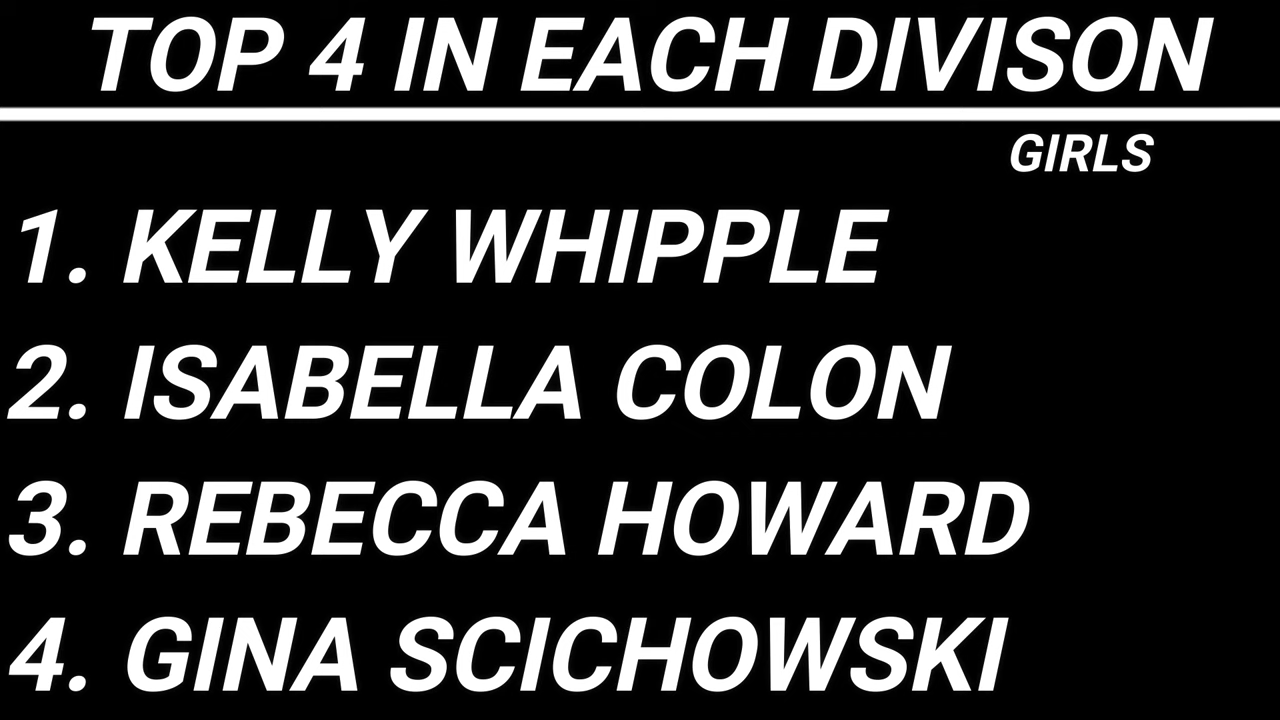 TOP 4 IN EACH DIVISON
GIRLS
1. KELLY WHIPPLE
2. ISABELLA COLON
3. REBECCA HOWARD
4. GINA SCICHOWSKI